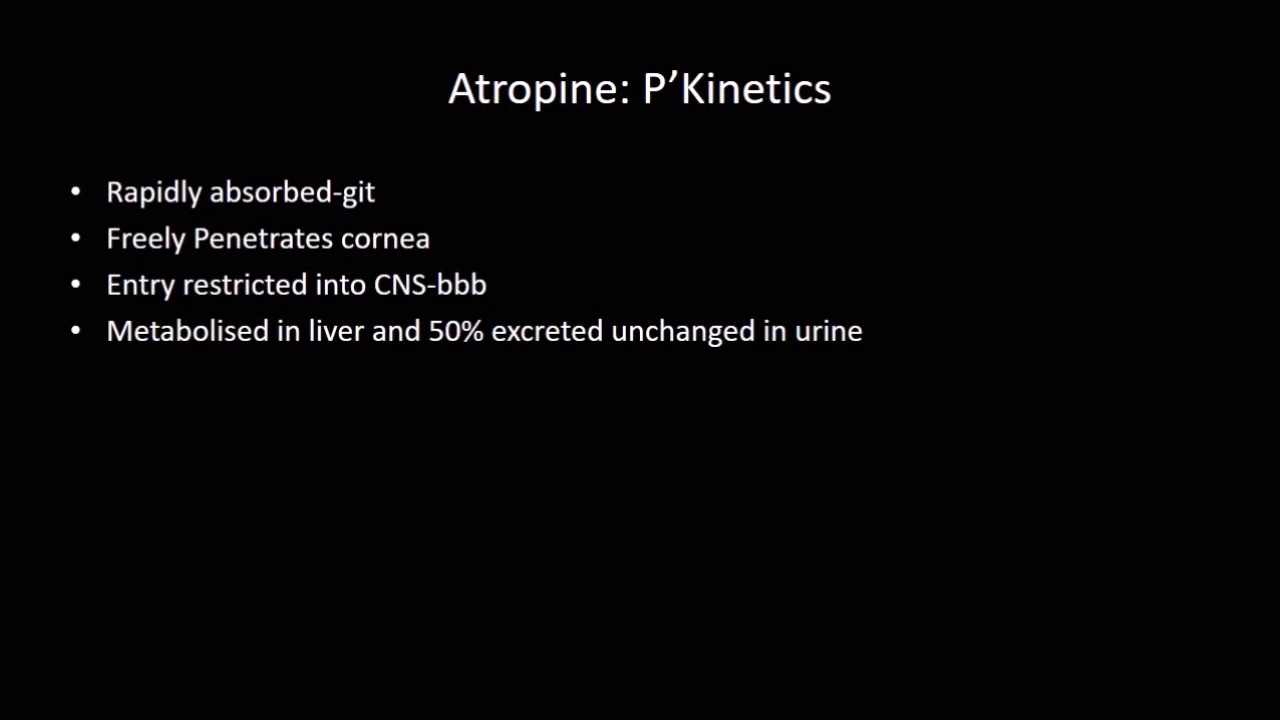 Atropine: P’Kinetics
• Rapidly absorbed-git
• Freely Penetrates cornea
• Entry restricted into CNS-bbb
• Metabolised in liver and 50% excreted unchanged in urine